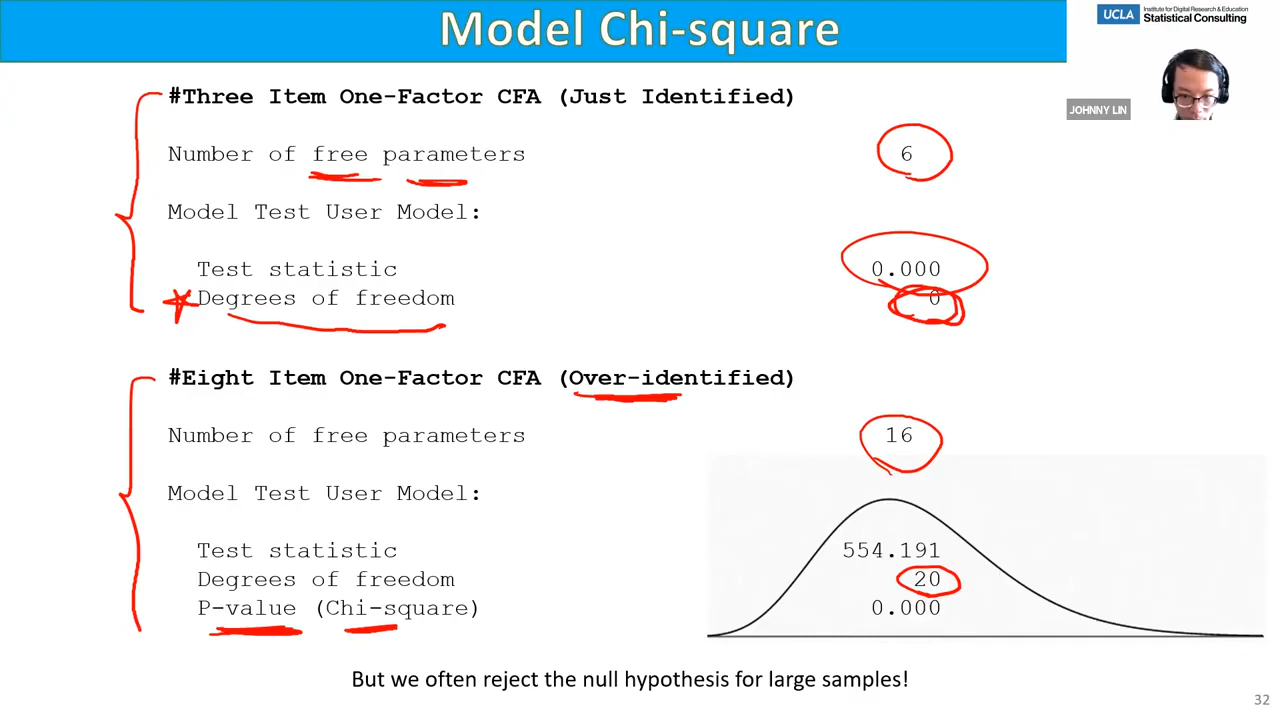 Model Chi-square
UCLA Institute for Digital Research & Education
Statistical Consulting
JOHNNY LIN
#Three Item One-Factor CFA (Just Identified)
Number of free parameters 6
Model Test User Model:
Test statistic 0.000
Degrees of freedom 0
#Eight Item One-Factor CFA (Over-identified)
Number of free parameters 16
Model Test User Model:
Test statistic 554.191
Degrees of freedom 20
P-value (Chi-square) 0.000
But we often reject the null hypothesis for large samples!
32